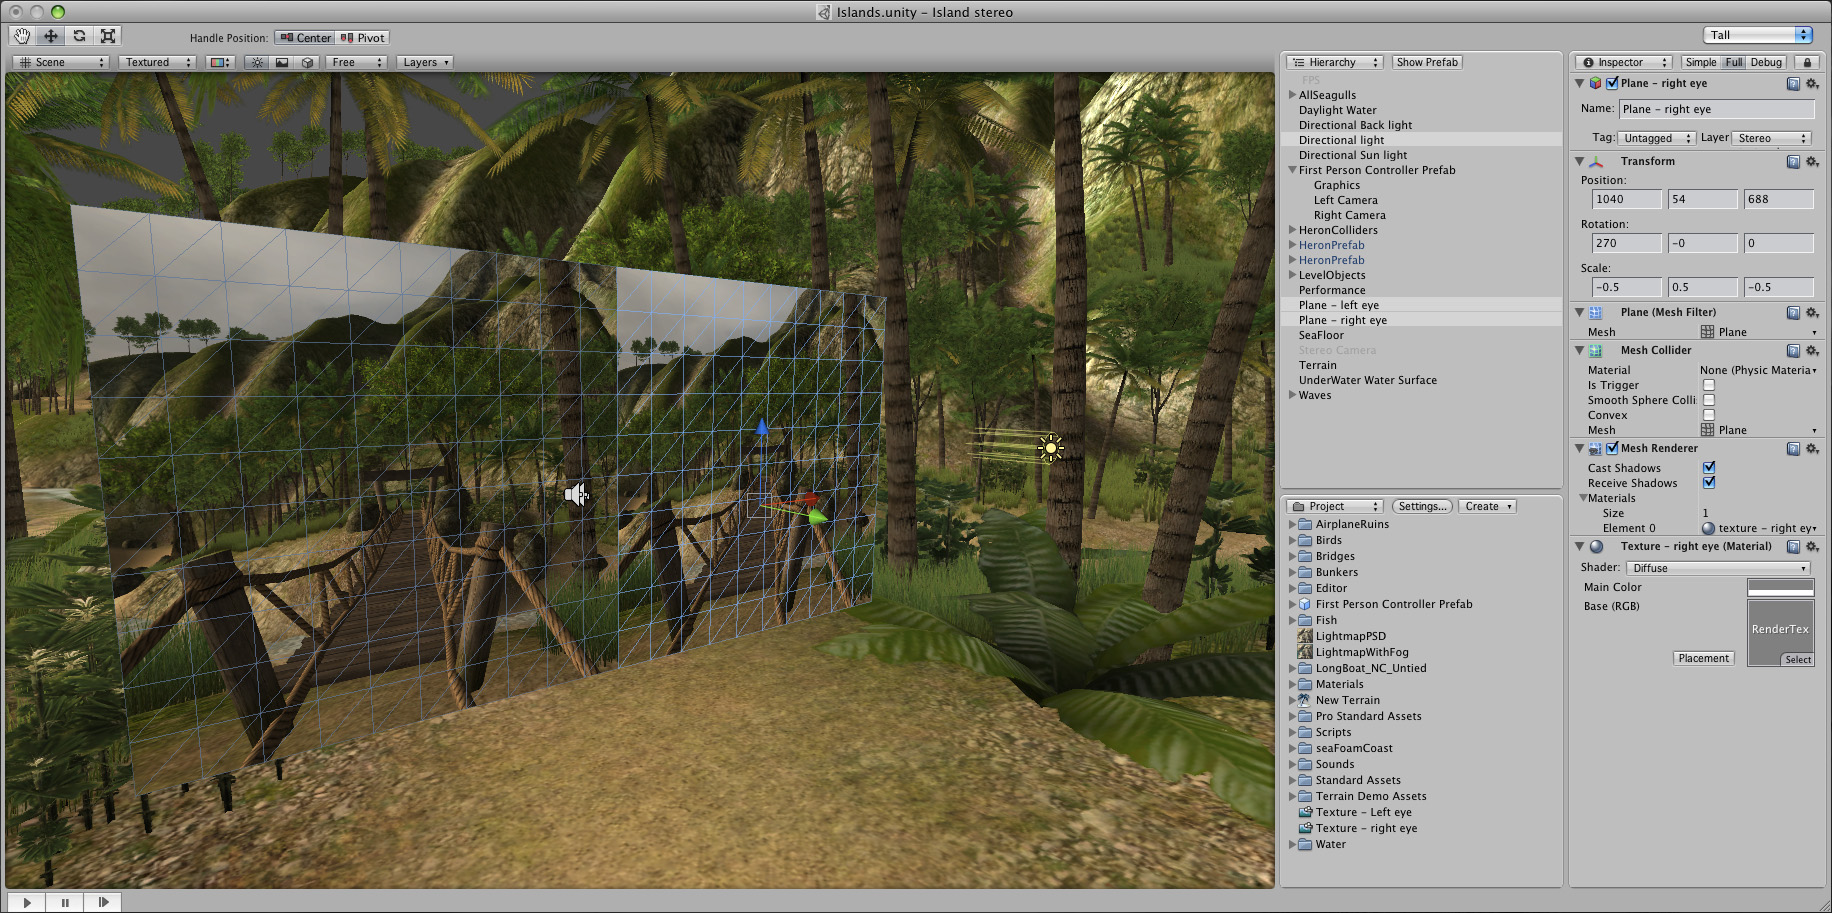 Islands.unity – Island stereo
Handle Position: Center Pivot
Tall
Scene Textured Free Layers
Hierarchy Show Prefab
FPS
AllSeagulls
Daylight Water
Directional Back light
Directional light
Directional Sun light
First Person Controller Prefab
Graphics
Left Camera
Right Camera
HeronColliders
HeronPrefab
HeronPrefab
LevelObjects
Performance
Plane – left eye
Plane – right eye
SeaFloor
Stereo Camera
Terrain
UnderWater Water Surface
Waves
Project Settings... Create
AirplaneRuins
Birds
Bridges
Bunkers
Editor
First Person Controller Prefab
Fish
LightmapPSD
LightmapWithFog
LongBoat_NC_Untied
Materials
New Terrain
Pro Standard Assets
Scripts
seaFoamCoast
Sounds
Standard Assets
Terrain Demo Assets
Texture – Left eye
Texture – right eye
Water
Inspector Simple Full Debug
Plane – right eye
Name: Plane – right eye
Tag: Untagged Layer Stereo
Transform
Position:
1040 54 688
Rotation:
270 -0 0
Scale:
-0.5 0.5 -0.5
Plane (Mesh Filter)
Mesh Plane
Mesh Collider
Material None (Physic Materia
Is Trigger
Smooth Sphere Colli
Convex
Mesh Plane
Mesh Renderer
Cast Shadows
Receive Shadows
Materials
Size 1
Element 0 texture – right ey
Texture – right eye (Material)
Shader: Diffuse
Main Color
Base (RGB)
RenderTex
Placement Select